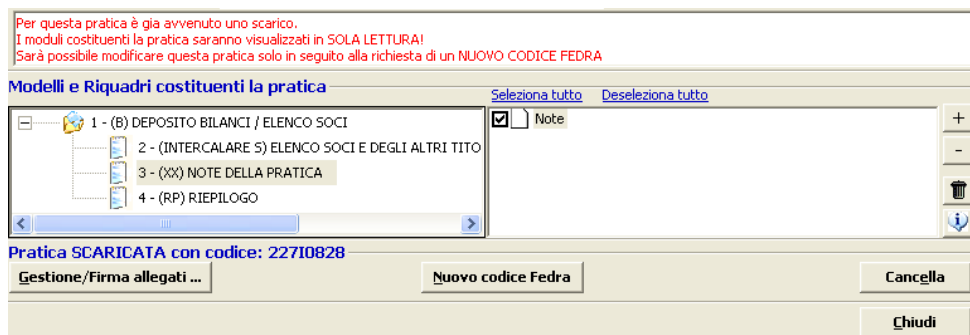 Per questa pratica è gia avvenuto uno scarico.
I moduli costituenti la pratica saranno visualizzati in SOLA LETTURA!
Sarà possibile modificare questa pratica solo in seguito alla richiesta di un NUOVO CODICE FEDRA
Modelli e Riquadri costituenti la pratica
Seleziona tutto Deseleziona tutto
1 - (B) DEPOSITO BILANCI / ELENCO SOCI
2 - (INTERCALARE S) ELENCO SOCI E DEGLI ALTRI TITO
3 - (XX) NOTE DELLA PRATICA
4 - (RP) RIEPILOGO
Note
+
-
Pratica SCARICATA con codice: 227I0828
Gestione/Firma allegati ... Nuovo codice Fedra Cancella
Chiudi